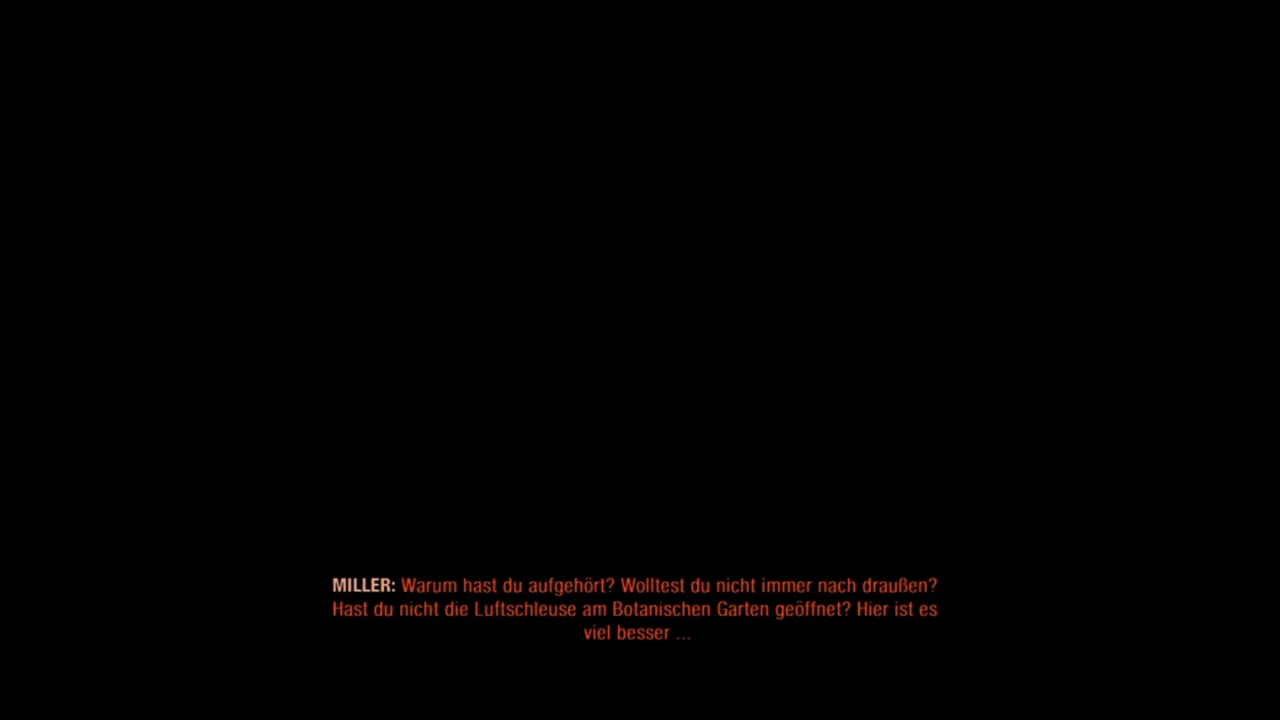 MILLER: Warum hast du aufgehört? Wolltest du nicht immer nach draußen?
Hast du nicht die Luftschleuse am Botanischen Garten geöffnet? Hier ist es
viel besser ...